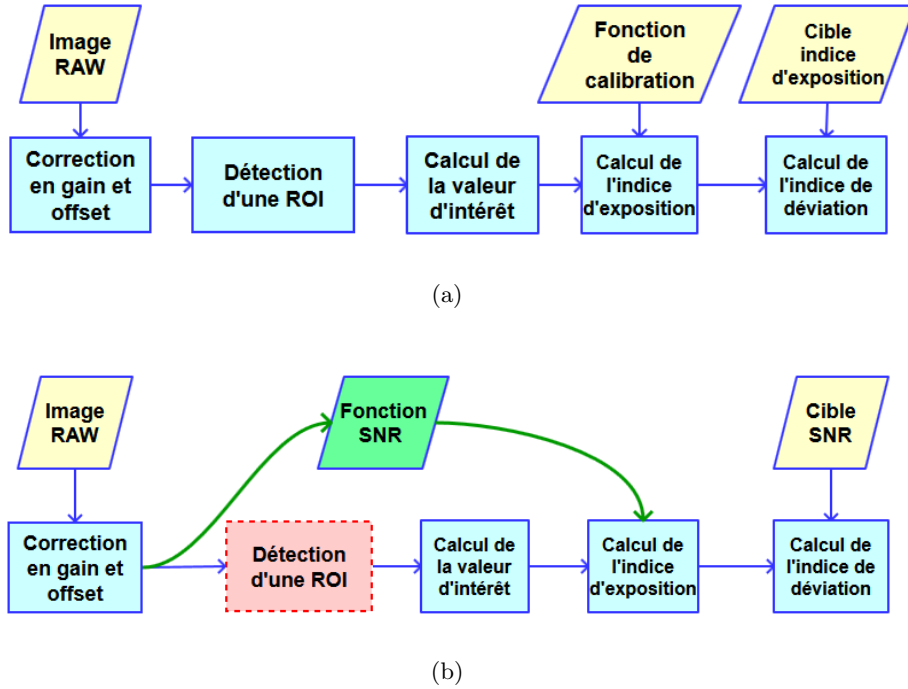 Image
RAW
Fonction
de
calibration
Cible
indice
d'exposition
Correction
en gain et
offset
Détection
d'une ROI
Calcul de
la valeur
d'intérêt
Calcul de
l'indice
d'exposition
Calcul de
l'indice de
déviation
(a)
Image
RAW
Fonction
SNR
Cible
SNR
Correction
en gain et
offset
Détection
d'une ROI
Calcul de
la valeur
d'intérêt
Calcul de
l'indice
d'exposition
Calcul de
l'indice de
déviation
(b)